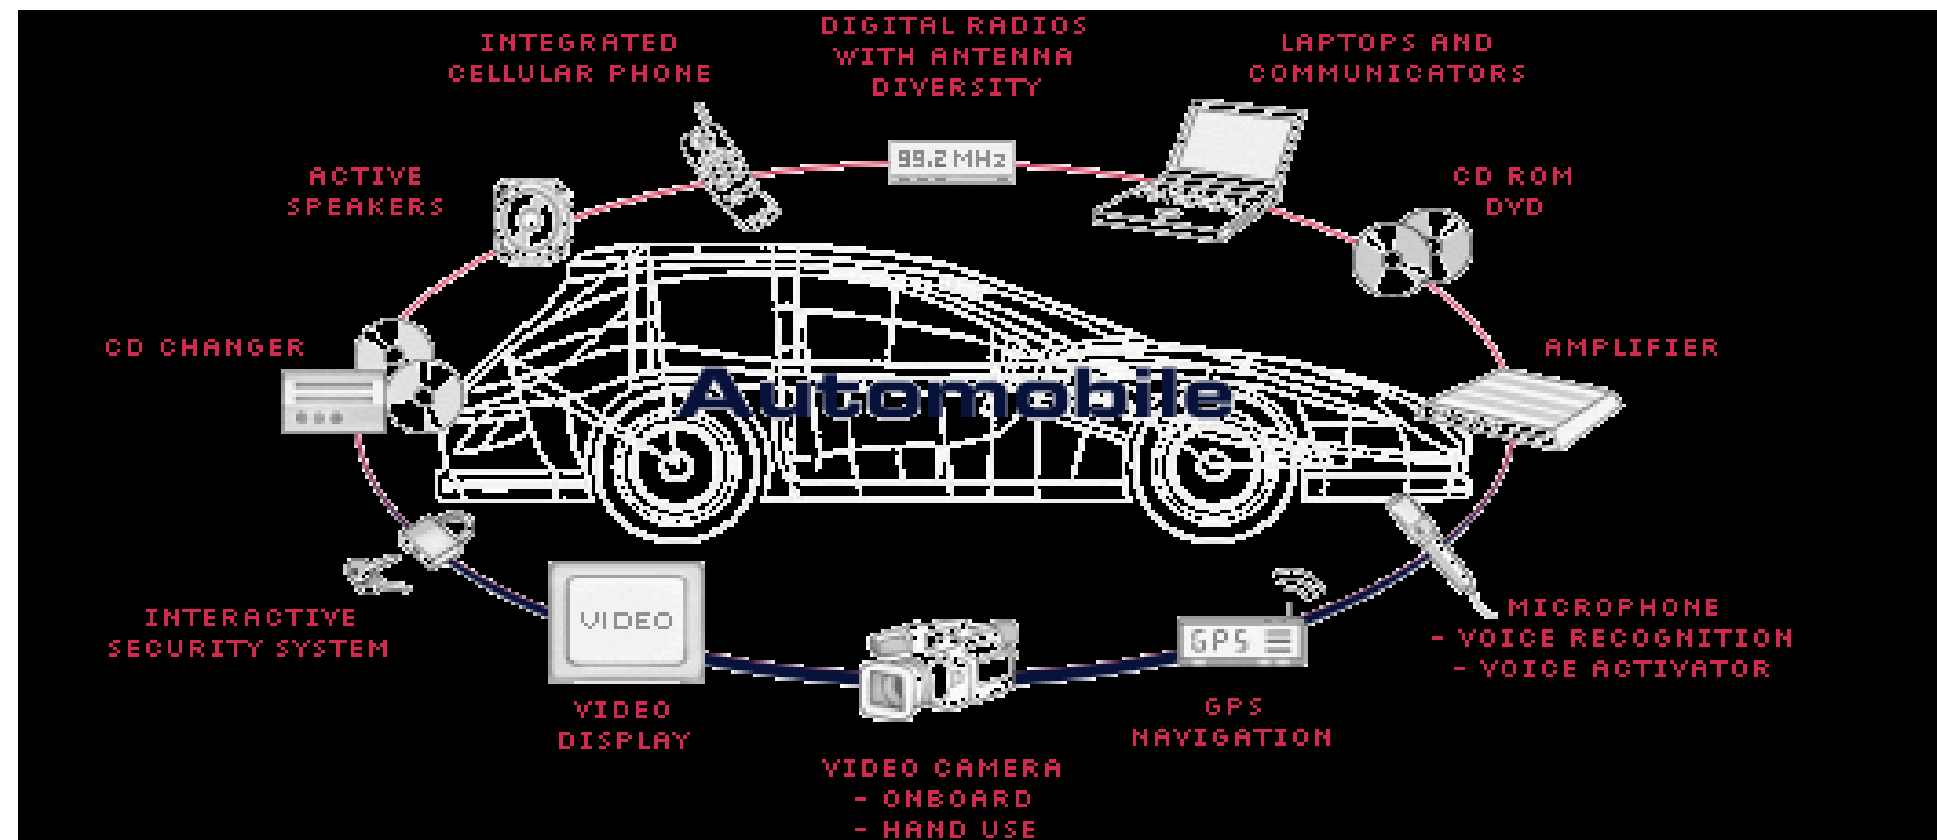 DIGITAL RADIOS
WITH ANTENNA
DIVERSITY
INTEGRATED
CELLULAR PHONE
LAPTOPS AND
COMMUNICATORS
99.2 MHz
ACTIVE
SPEAKERS
CD ROM
DVD
CD CHANGER
AMPLIFIER
Automobile
INTERACTIVE
SECURITY SYSTEM
VIDEO
VIDEO
DISPLAY
GPS
GPS
NAVIGATION
MICROPHONE
- VOICE RECOGNITION
- VOICE ACTIVATOR
VIDEO CAMERA
- ONBOARD
- HAND USE